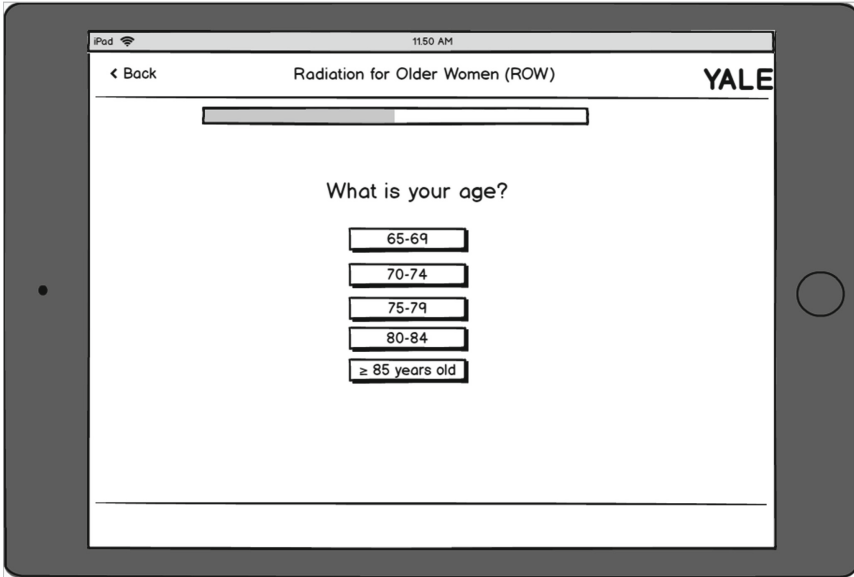 iPad 11.50 AM
< Back Radiation for Older Women (ROW) YALE
What is your age?
65-69
70-74
75-79
80-84
≥ 85 years old